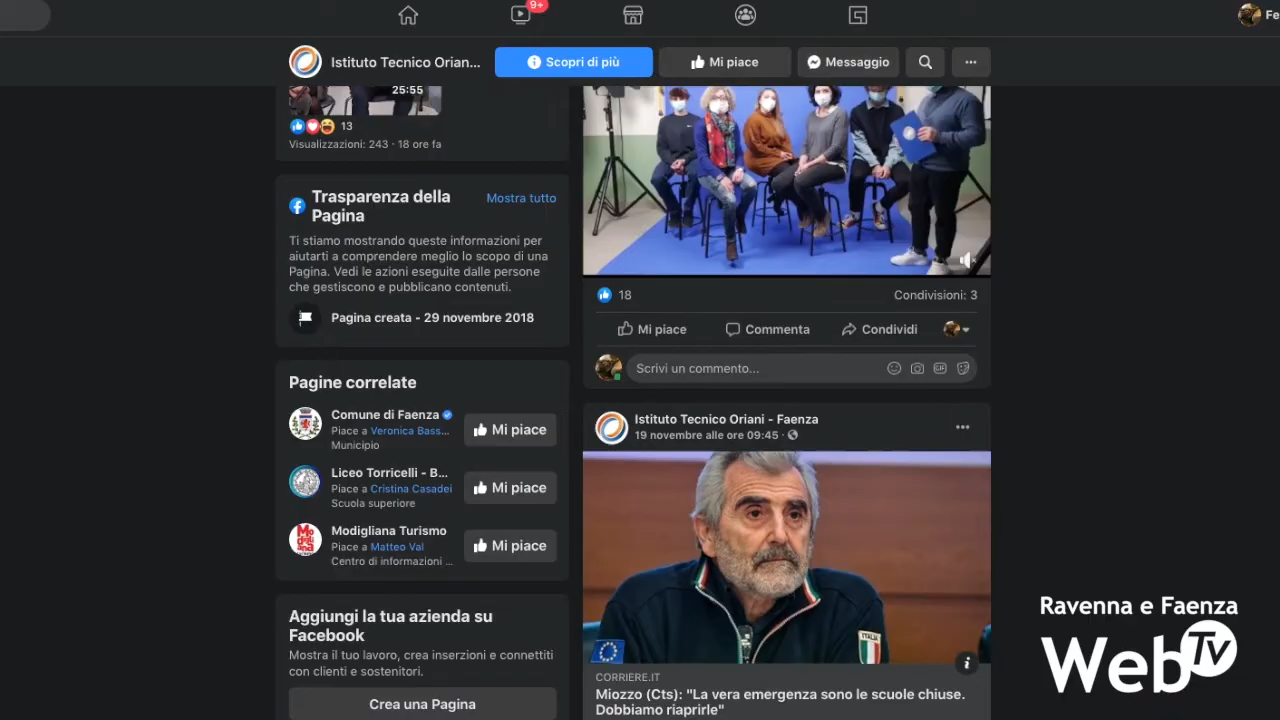 9+
Fe
Istituto Tecnico Orian...
Scopri di più
Mi piace
Messaggio
25:55
13
Visualizzazioni: 243 · 18 ore fa
Trasparenza della
Pagina
Mostra tutto
Ti stiamo mostrando queste informazioni per
aiutarti a comprendere meglio lo scopo di una
Pagina. Vedi le azioni eseguite dalle persone
che gestiscono e pubblicano contenuti.
Pagina creata - 29 novembre 2018
Pagine correlate
Comune di Faenza
Piace a Veronica Bass...
Municipio
Mi piace
Liceo Torricelli - B...
Piace a Cristina Casadei
Scuola superiore
Mi piace
Modigliana Turismo
Piace a Matteo Val
Centro di informazioni ...
Mi piace
Aggiungi la tua azienda su
Facebook
Mostra il tuo lavoro, crea inserzioni e connettiti
con clienti e sostenitori.
Crea una Pagina
18
Condivisioni: 3
Mi piace
Commenta
Condividi
Scrivi un commento...
GIF
Istituto Tecnico Oriani - Faenza
19 novembre alle ore 09:45 ·
ITALIA
CORRIERE.IT
Miozzo (Cts): "La vera emergenza sono le scuole chiuse.
Dobbiamo riaprirle"
Ravenna e Faenza
Web Tv